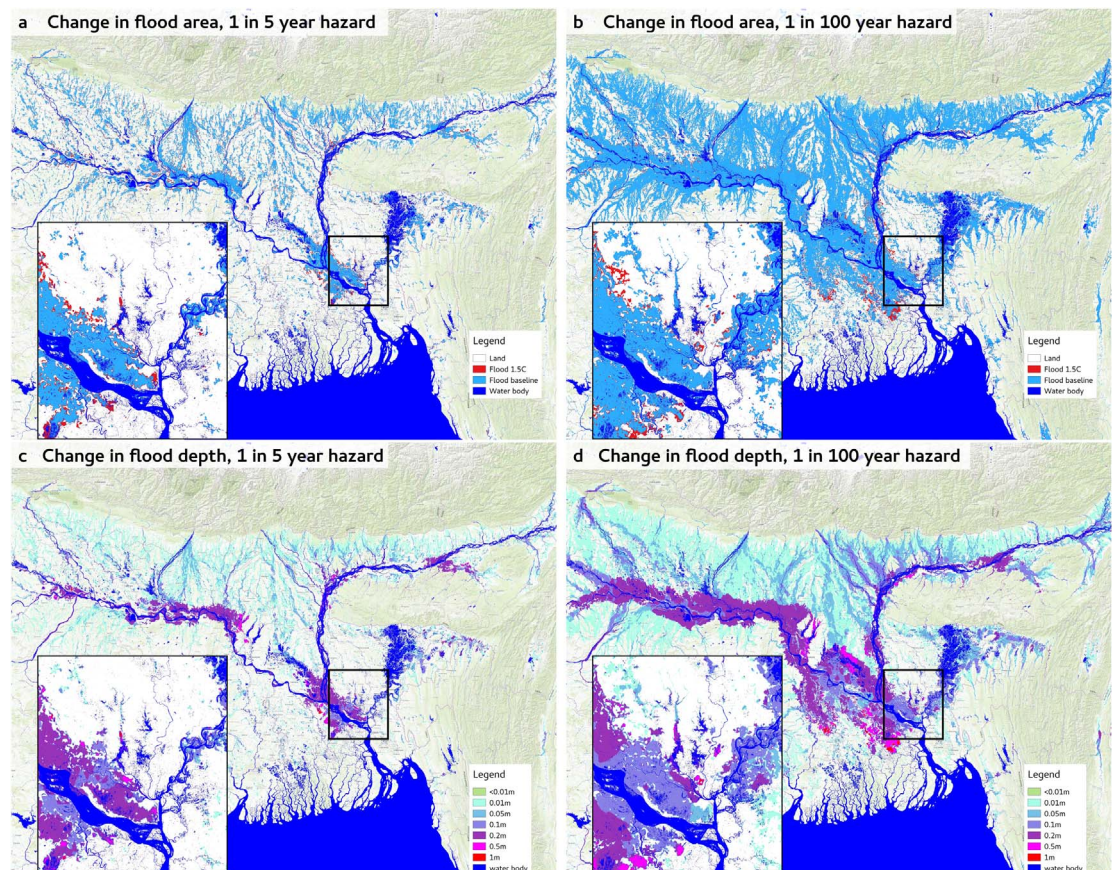 a Change in flood area, 1 in 5 year hazard
b Change in flood area, 1 in 100 year hazard
Legend
Land
Flood 1.5C
Flood baseline
Water body
Legend
Land
Flood 1.5C
Flood baseline
Water body
c Change in flood depth, 1 in 5 year hazard
d Change in flood depth, 1 in 100 year hazard
Legend
<0.01m
0.01m
0.05m
0.1m
0.2m
0.5m
1m
water body
Legend
<0.01m
0.01m
0.05m
0.1m
0.2m
0.5m
1m
water body